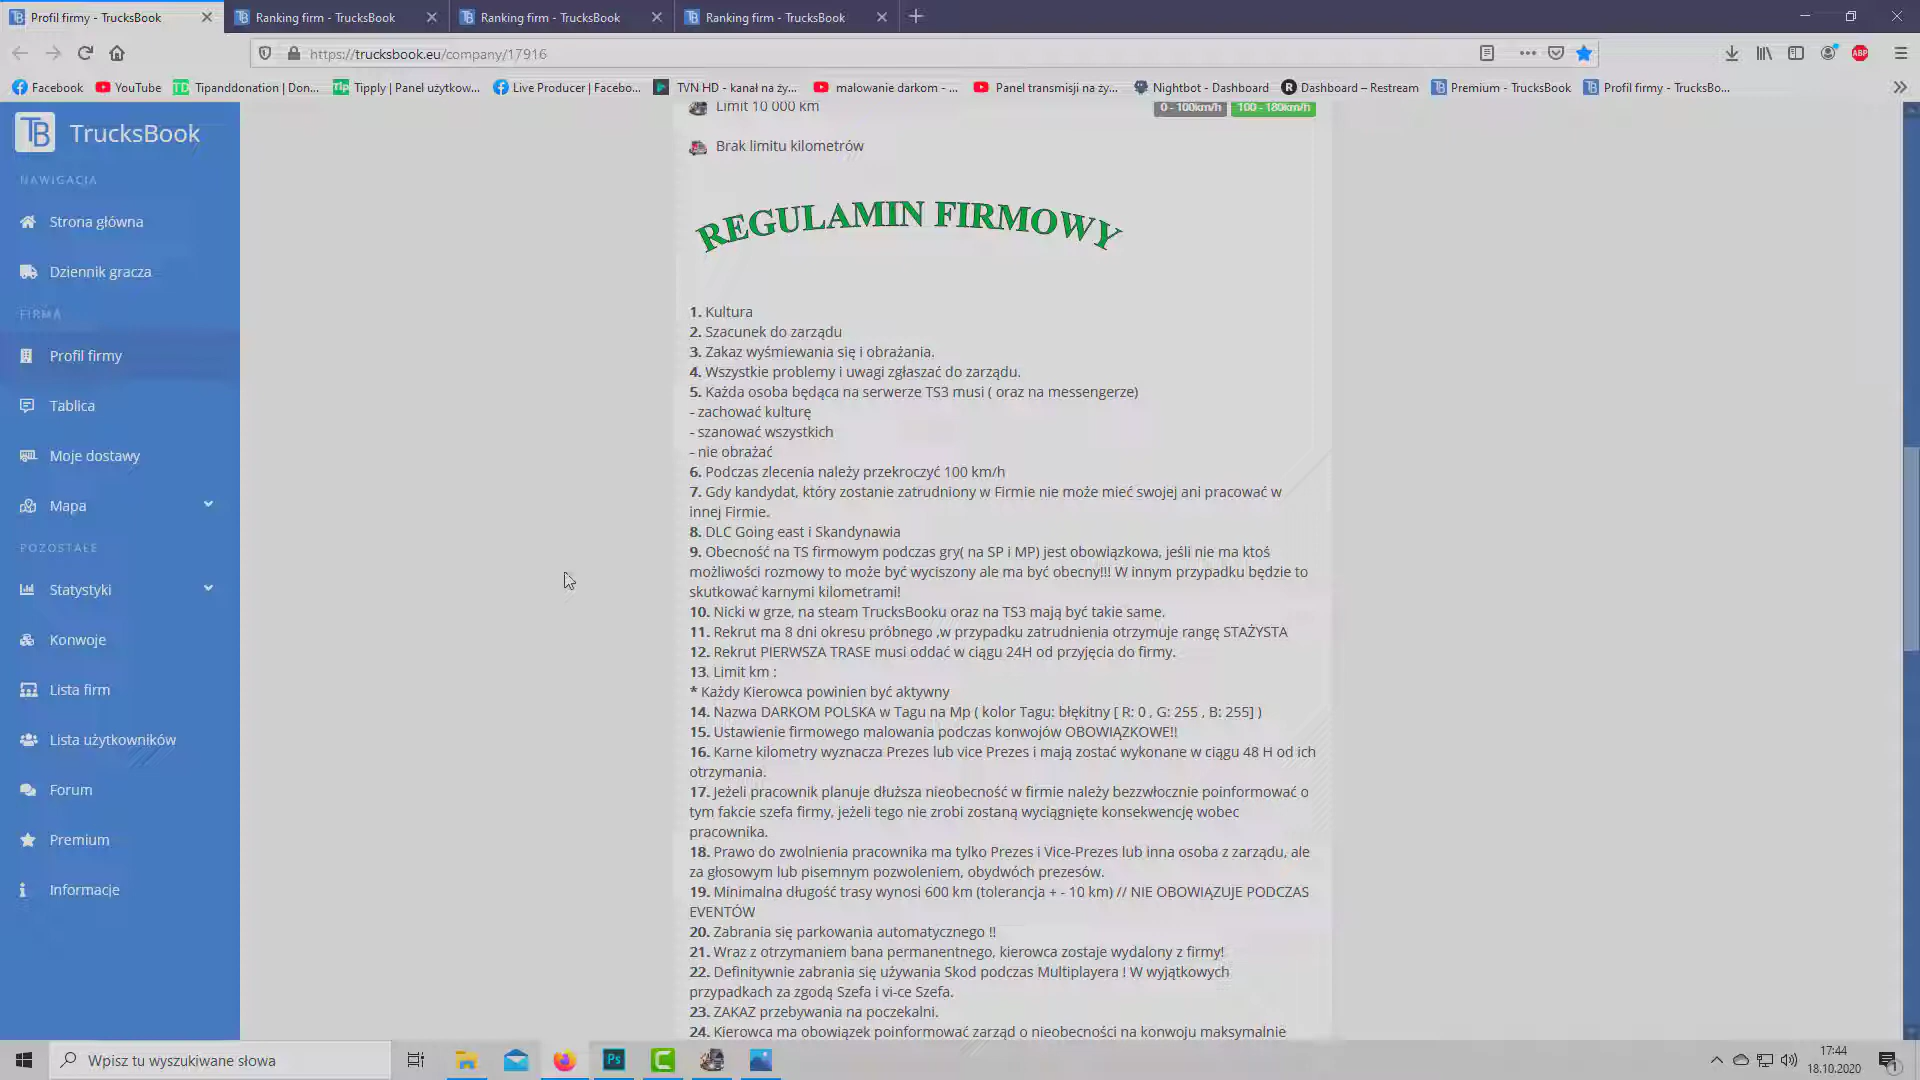 Profil firmy - TrucksBook
Ranking firm - TrucksBook
Ranking firm - TrucksBook
Ranking firm - TrucksBook
https://trucksbook.eu/company/17916
ABP
Facebook
YouTube
TD Tipanddonation | Don...
Tip Tipply | Panel użytkow...
Live Producer | Facebo...
TVN HD - kanał na ży...
malowanie darkom - ...
Panel transmisji na ży...
Nightbot - Dashboard
R Dashboard – Restream
Premium - TrucksBook
Profil firmy - TrucksBo...
TB TrucksBook
NAWIGACJA
Strona główna
Dziennik gracza
FIRMA
Profil firmy
Tablica
Moje dostawy
Mapa
POZOSTAŁE
Statystyki
Konwoje
Lista firm
Lista użytkowników
Forum
Premium
Informacje
Limit 10 000 km
0 - 100km/h 100 - 180km/h
Brak limitu kilometrów
REGULAMIN FIRMOWY
1. Kultura
2. Szacunek do zarządu
3. Zakaz wyśmiewania się i obrażania.
4. Wszystkie problemy i uwagi zgłaszać do zarządu.
5. Każda osoba będąca na serwerze TS3 musi ( oraz na messengerze)
- zachować kulturę
- szanować wszystkich
- nie obrażać
6. Podczas zlecenia należy przekroczyć 100 km/h
7. Gdy kandydat, który zostanie zatrudniony w Firmie nie może mieć swojej ani pracować w
innej Firmie.
8. DLC Going east i Skandynawia
9. Obecność na TS firmowym podczas gry( na SP i MP) jest obowiązkowa, jeśli nie ma ktoś
możliwości rozmowy to może być wyciszony ale ma być obecny!!! W innym przypadku będzie to
skutkować karnymi kilometrami!
10. Nicki w grze, na steam TrucksBooku oraz na TS3 mają być takie same.
11. Rekrut ma 8 dni okresu próbnego ,w przypadku zatrudnienia otrzymuje rangę STAŻYSTA
12. Rekrut PIERWSZA TRASE musi oddać w ciągu 24H od przyjęcia do firmy.
13. Limit km :
* Każdy Kierowca powinien być aktywny
14. Nazwa DARKOM POLSKA w Tagu na Mp ( kolor Tagu: błękitny [ R: 0 , G: 255 , B: 255] )
15. Ustawienie firmowego malowania podczas konwojów OBOWIĄZKOWE!!
16. Karne kilometry wyznacza Prezes lub vice Prezes i mają zostać wykonane w ciągu 48 H od ich
otrzymania.
17. Jeżeli pracownik planuje dłuższa nieobecność w firmie należy bezzwłocznie poinformować o
tym fakcie szefa firmy, jeżeli tego nie zrobi zostaną wyciągnięte konsekwencję wobec
pracownika.
18. Prawo do zwolnienia pracownika ma tylko Prezes i Vice-Prezes lub inna osoba z zarządu, ale
za głosowym lub pisemnym pozwoleniem, obydwóch prezesów.
19. Minimalna długość trasy wynosi 600 km (tolerancja + - 10 km) // NIE OBOWIĄZUJE PODCZAS
EVENTÓW
20. Zabrania się parkowania automatycznego !!
21. Wraz z otrzymaniem bana permanentnego, kierowca zostaje wydalony z firmy!
22. Definitywnie zabrania się używania Skod podczas Multiplayera ! W wyjątkowych
przypadkach za zgodą Szefa i vi-ce Szefa.
23. ZAKAZ przebywania na poczekalni.
24. Kierowca ma obowiązek poinformować zarząd o nieobecności na konwoju maksymalnie
Wpisz tu wyszukiwane słowa
Ps
17:44
18.10.2020
1